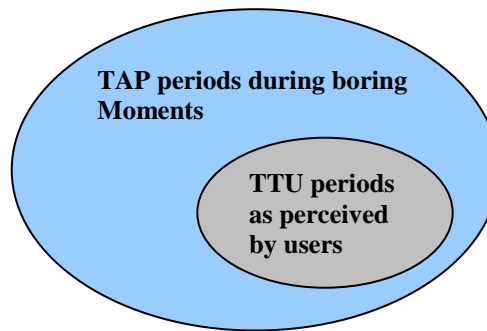 TAP periods during boring
Moments
TTU periods
as perceived
by users